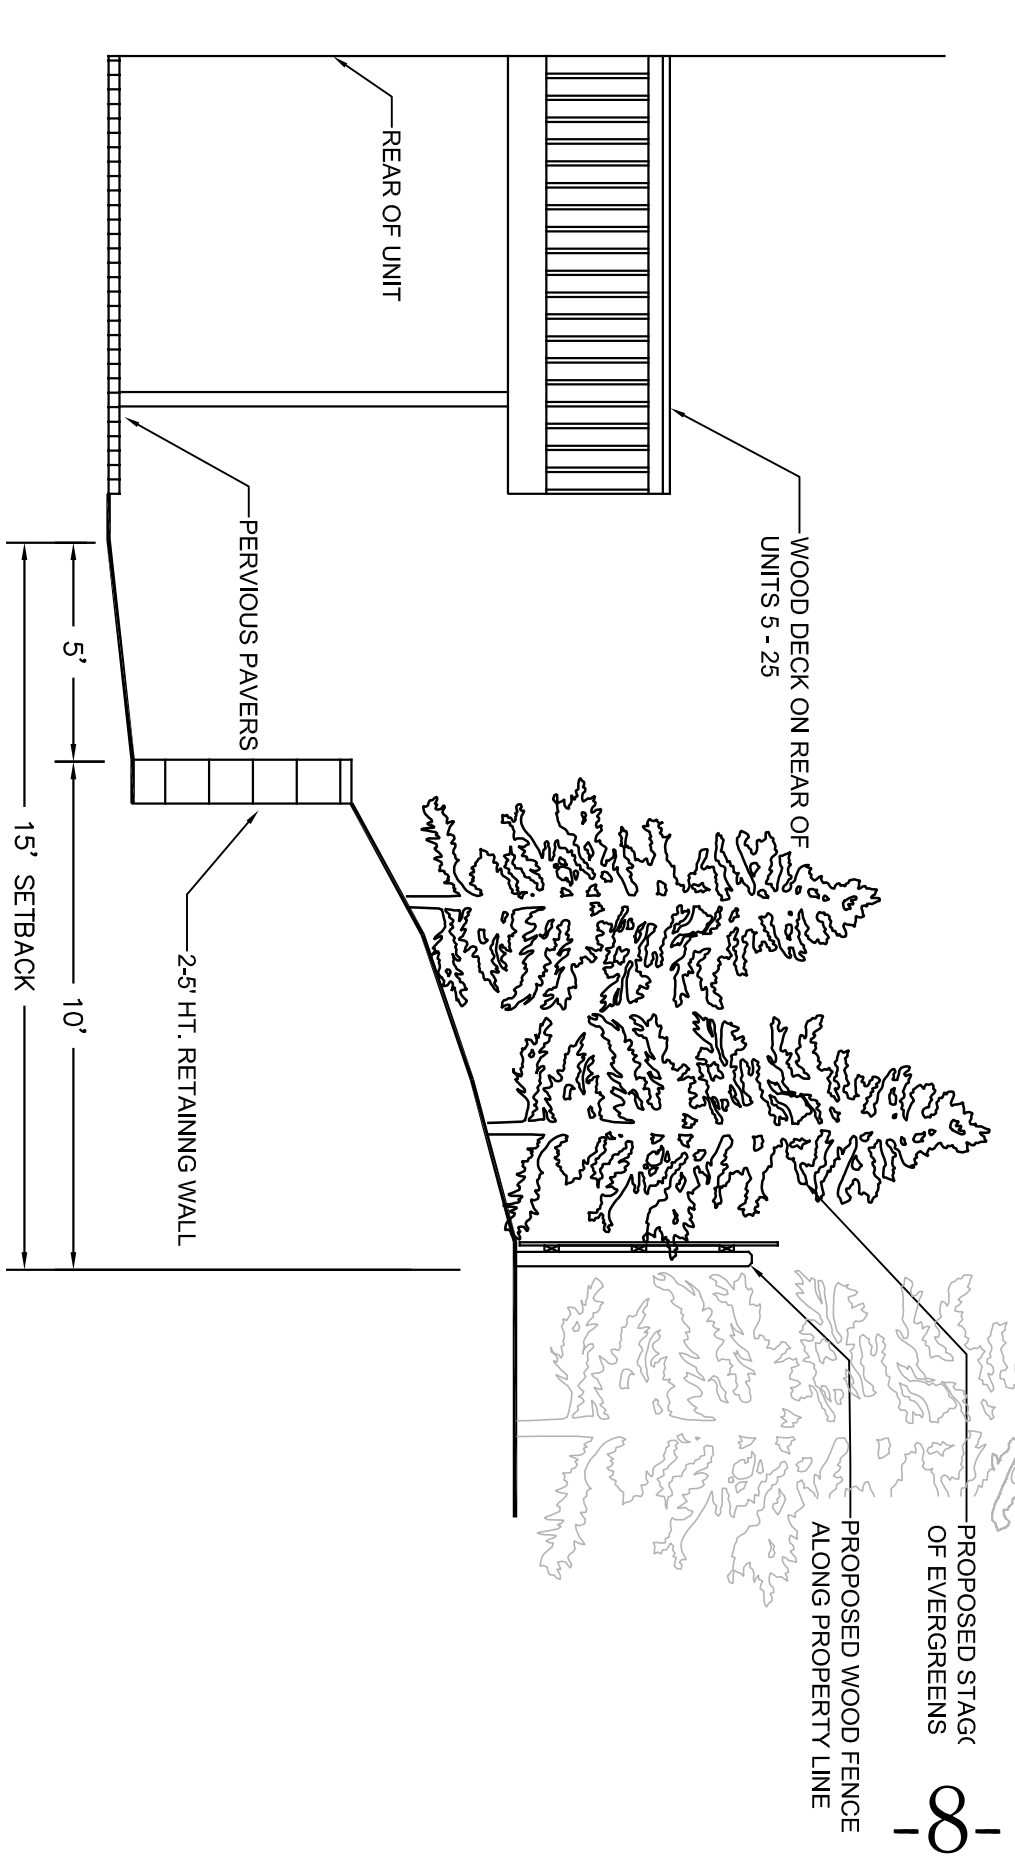 PROPOSED
OF EVERGREENS
PROPOSED WOOD FENCE
ALONG PROPERTY LINE
WOOD DECK ON REAR OF
UNITS 5 - 25
REAR OF UNIT
PERVIOUS PAVERS
2-5' HT. RETAINNG WALL
5'
10'
15' SETBACK
-8-